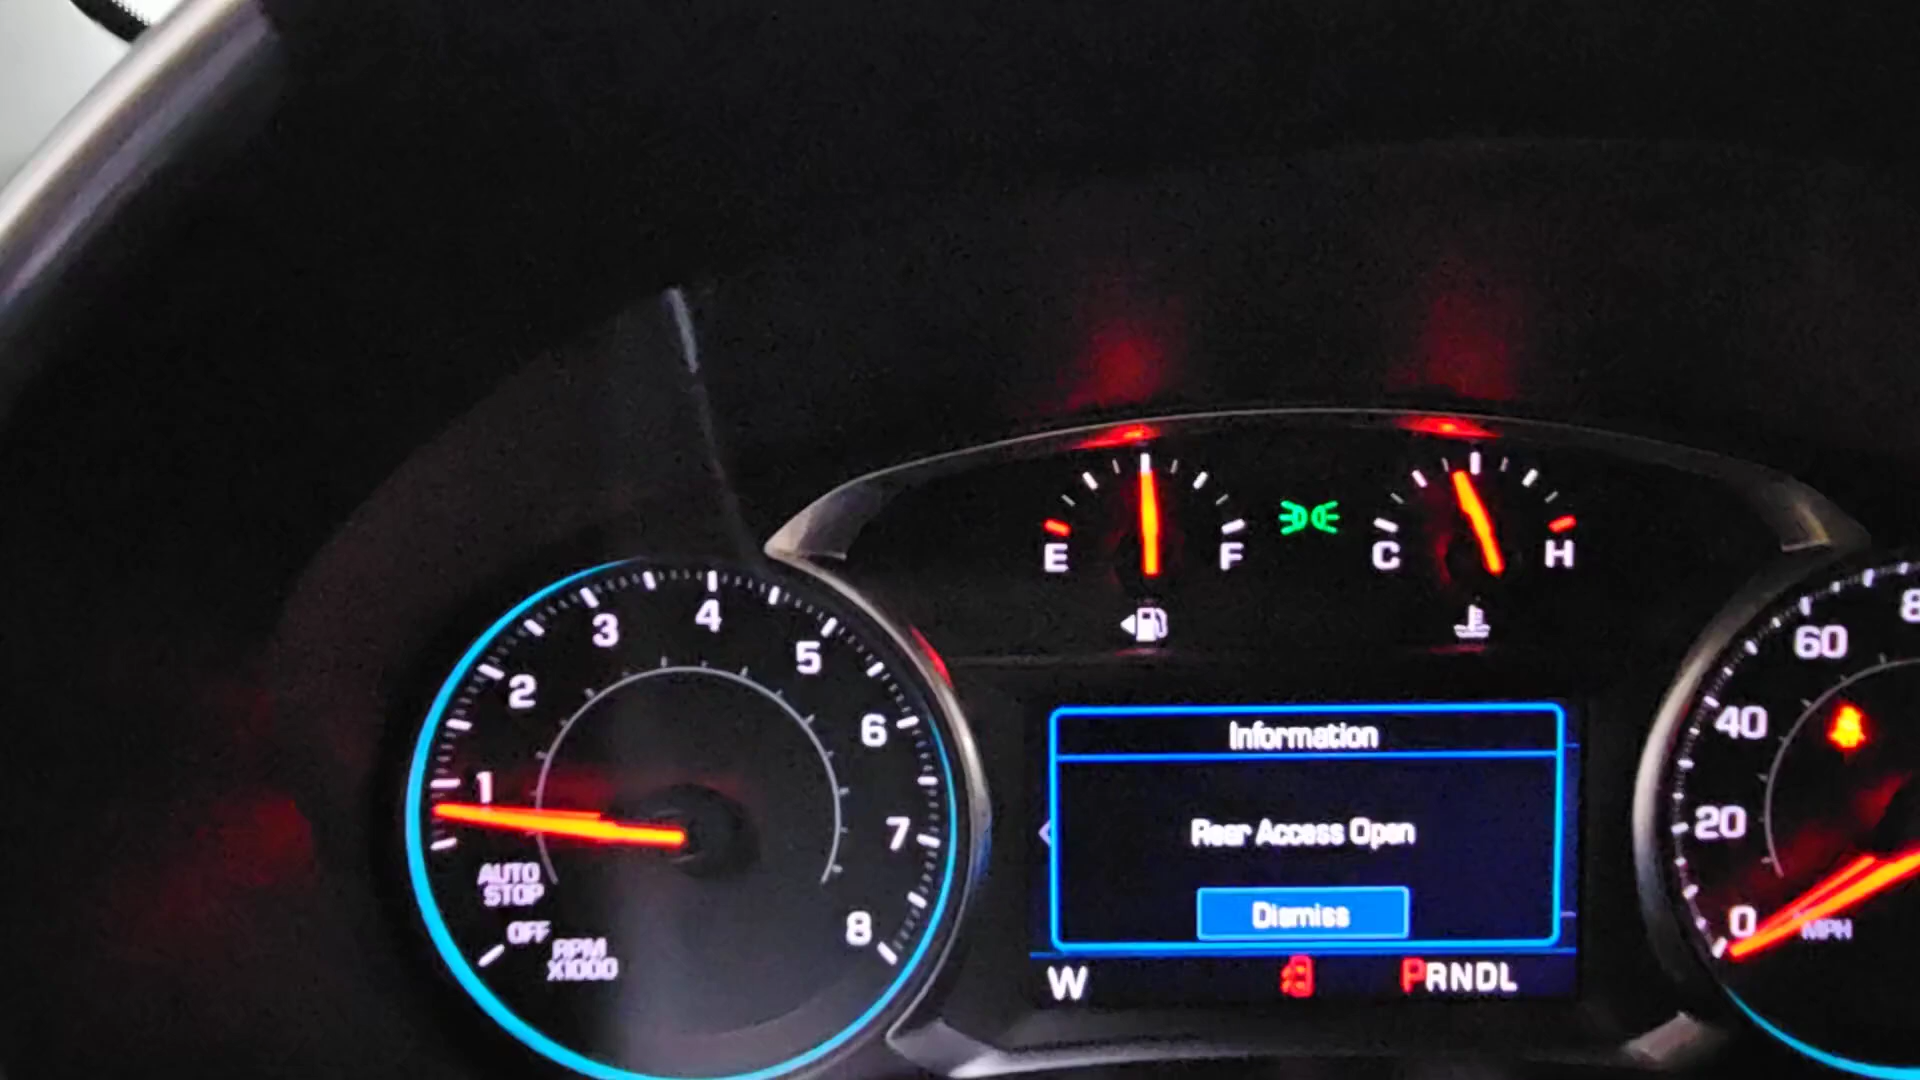 E F
C H
1 2 3 4 5 6 7 8
AUTO
STOP
OFF
RPM
X1000
Information
Rear Access Open
Dismiss
W PRNDL
0 20 40 60
MPH